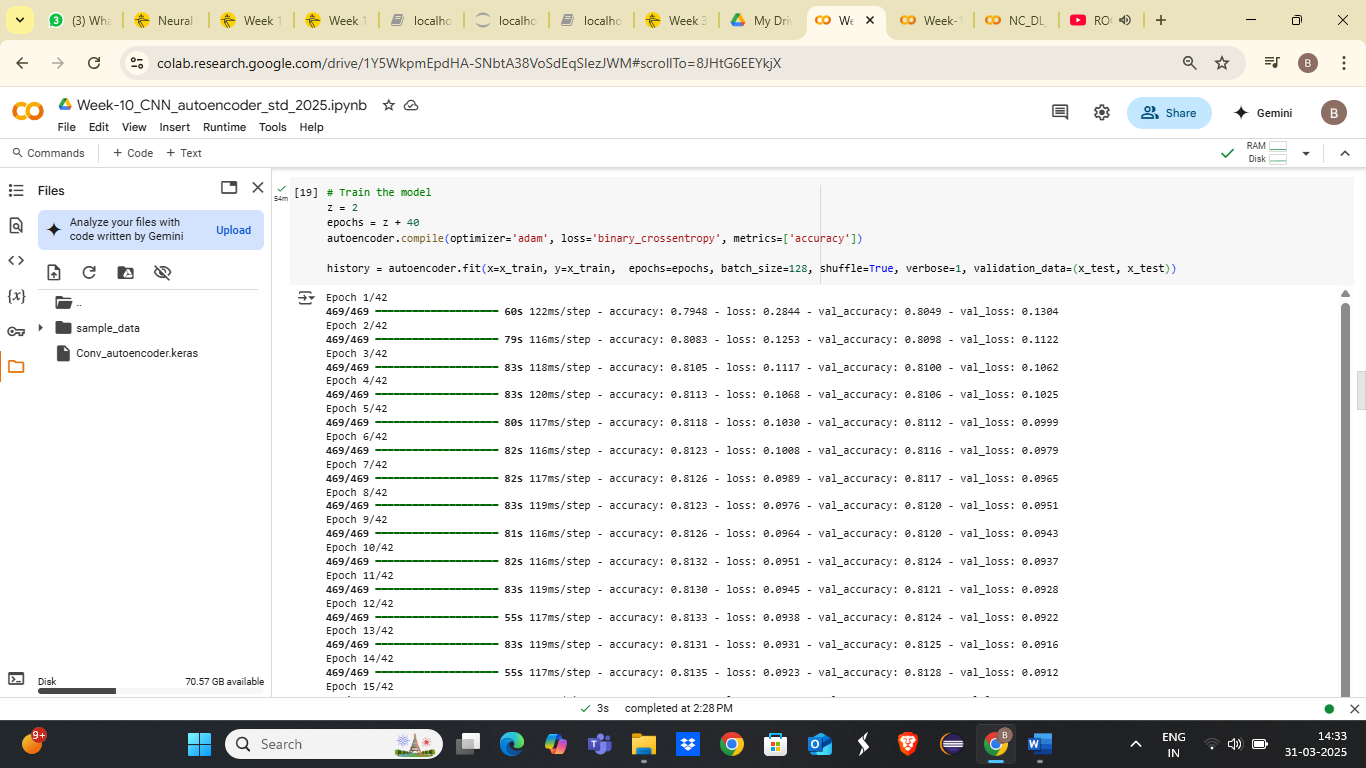 (3) Wha
Neural
Week 1
Week 1
localho
localho
localho
Week 3
My Driv
We
Week-1
NC_DL_
RO
colab.research.google.com/drive/1Y5WkpmEpdHA-SNbtA38VoSdEqSIezJWM#scrollTo=8JHtG6EEYkjX
B
Week-10_CNN_autoencoder_std_2025.ipynb
File Edit View Insert Runtime Tools Help
Share
Gemini
B
Commands
+ Code + Text
RAM
Disk
Files
Analyze your files with
code written by Gemini
Upload
..
sample_data
Conv_autoencoder.keras
Disk
70.57 GB available
54m
[19] # Train the model
z = 2
epochs = z + 40
autoencoder.compile(optimizer='adam', loss='binary_crossentropy', metrics=['accuracy'])
history = autoencoder.fit(x=x_train, y=x_train,  epochs=epochs, batch_size=128, shuffle=True, verbose=1, validation_data=(x_test, x_test))
Epoch 1/42
469/469 60s 122ms/step - accuracy: 0.7948 - loss: 0.2844 - val_accuracy: 0.8049 - val_loss: 0.1304
Epoch 2/42
469/469 79s 116ms/step - accuracy: 0.8083 - loss: 0.1253 - val_accuracy: 0.8098 - val_loss: 0.1122
Epoch 3/42
469/469 83s 118ms/step - accuracy: 0.8105 - loss: 0.1117 - val_accuracy: 0.8100 - val_loss: 0.1062
Epoch 4/42
469/469 83s 120ms/step - accuracy: 0.8113 - loss: 0.1068 - val_accuracy: 0.8106 - val_loss: 0.1025
Epoch 5/42
469/469 80s 117ms/step - accuracy: 0.8118 - loss: 0.1030 - val_accuracy: 0.8112 - val_loss: 0.0999
Epoch 6/42
469/469 82s 116ms/step - accuracy: 0.8123 - loss: 0.1008 - val_accuracy: 0.8116 - val_loss: 0.0979
Epoch 7/42
469/469 82s 117ms/step - accuracy: 0.8126 - loss: 0.0989 - val_accuracy: 0.8117 - val_loss: 0.0965
Epoch 8/42
469/469 83s 119ms/step - accuracy: 0.8123 - loss: 0.0976 - val_accuracy: 0.8120 - val_loss: 0.0951
Epoch 9/42
469/469 81s 116ms/step - accuracy: 0.8126 - loss: 0.0964 - val_accuracy: 0.8120 - val_loss: 0.0943
Epoch 10/42
469/469 82s 116ms/step - accuracy: 0.8132 - loss: 0.0951 - val_accuracy: 0.8124 - val_loss: 0.0937
Epoch 11/42
469/469 83s 119ms/step - accuracy: 0.8130 - loss: 0.0945 - val_accuracy: 0.8121 - val_loss: 0.0928
Epoch 12/42
469/469 55s 117ms/step - accuracy: 0.8133 - loss: 0.0938 - val_accuracy: 0.8124 - val_loss: 0.0922
Epoch 13/42
469/469 83s 119ms/step - accuracy: 0.8131 - loss: 0.0931 - val_accuracy: 0.8125 - val_loss: 0.0916
Epoch 14/42
469/469 55s 117ms/step - accuracy: 0.8135 - loss: 0.0923 - val_accuracy: 0.8128 - val_loss: 0.0912
Epoch 15/42
3s completed at 2:28 PM
9+
Search
B
ENG
IN
14:33
31-03-2025